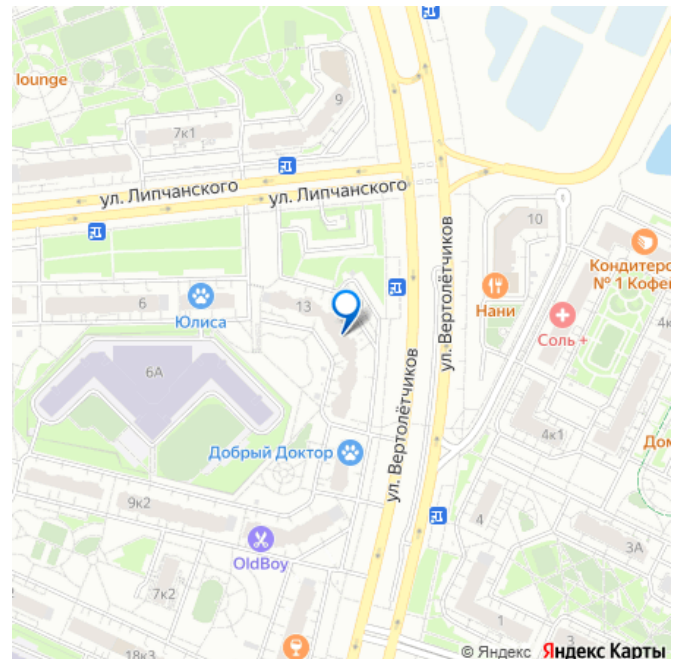 lounge
9
7к1
ул. Липчанского
ул. Липчанского
10
Кондитерс
№ 1 Кофеи
6
Юлиса
13
Нани
ул. Вертолётчиков
ул. Вертолётчиков
Соль +
4к
6А
4к1
Добрый Доктор
Дом
9к2
4
OldBoy
3А
7к2
1
3
18к3
© Яндекс Яндекс Карты